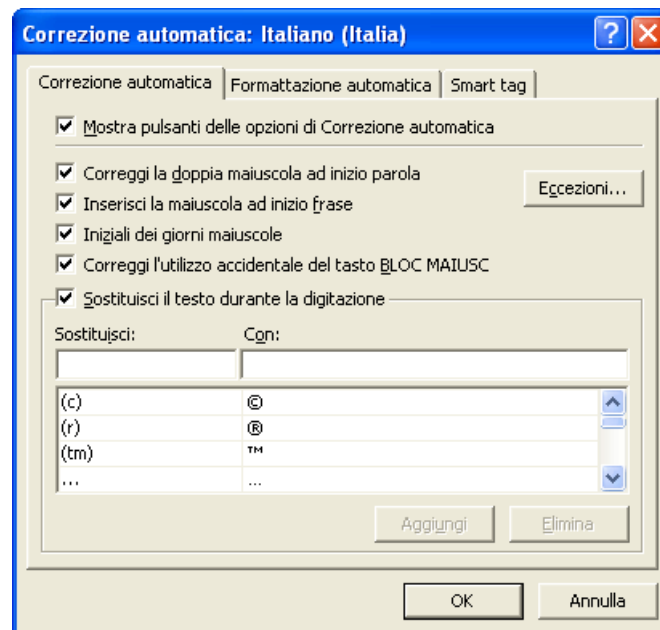 Correzione automatica: Italiano (Italia)
Correzione automatica Formattazione automatica Smart tag
Mostra pulsanti delle opzioni di Correzione automatica
Correggi la doppia maiuscola ad inizio parola
Eccezioni...
Inserisci la maiuscola ad inizio frase
Iniziali dei giorni maiuscole
Correggi l'utilizzo accidentale del tasto BLOC MAIUSC
Sostituisci il testo durante la digitazione
Sostituisci: Con:
(c) ©
(r) ®
(tm) ™
... ...
Aggiungi Elimina
OK Annulla